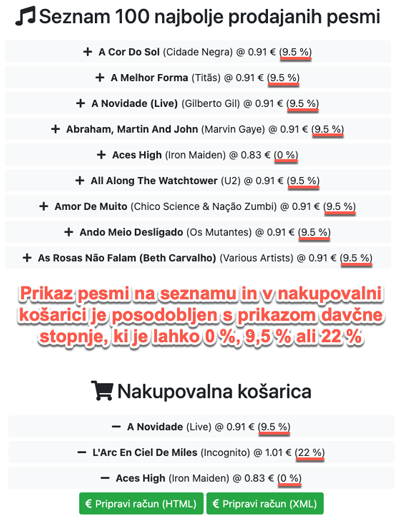 Seznam 100 najbolje prodajanih pesmi
+ A Cor Do Sol (Cidade Negra) @ 0.91 € (9.5 %)
+ A Melhor Forma (Titãs) @ 0.91 € (9.5 %)
+ A Novidade (Live) (Gilberto Gil) @ 0.91 € (9.5 %)
+ Abraham, Martin And John (Marvin Gaye) @ 0.91 € (9.5 %)
+ Aces High (Iron Maiden) @ 0.83 € (0 %)
+ All Along The Watchtower (U2) @ 0.91 € (9.5 %)
+ Amor De Muito (Chico Science & Nação Zumbi) @ 0.91 € (9.5 %)
+ Ando Meio Desligado (Os Mutantes) @ 0.91 € (9.5 %)
+ As Rosas Não Falam (Beth Carvalho) (Various Artists) @ 0.91 € (9.5 %)
Prikaz pesmi na seznamu in v nakupovalni
košarici je posodobljen s prikazom davčne
stopnje, ki je lahko 0 %, 9,5 % ali 22 %
Nakupovalna košarica
− A Novidade (Live) @ 0.91 € (9.5 %)
− L'Arc En Ciel De Miles (Incognito) @ 1.01 € (22 %)
− Aces High (Iron Maiden) @ 0.83 € (0 %)
€ Pripravi račun (HTML) € Pripravi račun (XML)